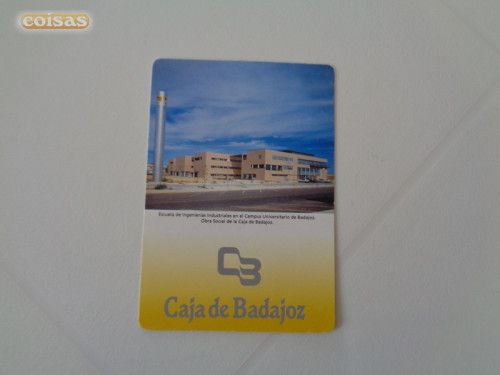 coisas
Escuela de Ingenierías Industriales en el Campus Universitario de Badajoz
Obra Social de la Caja de Badajoz.
CB
Caja de Badajoz